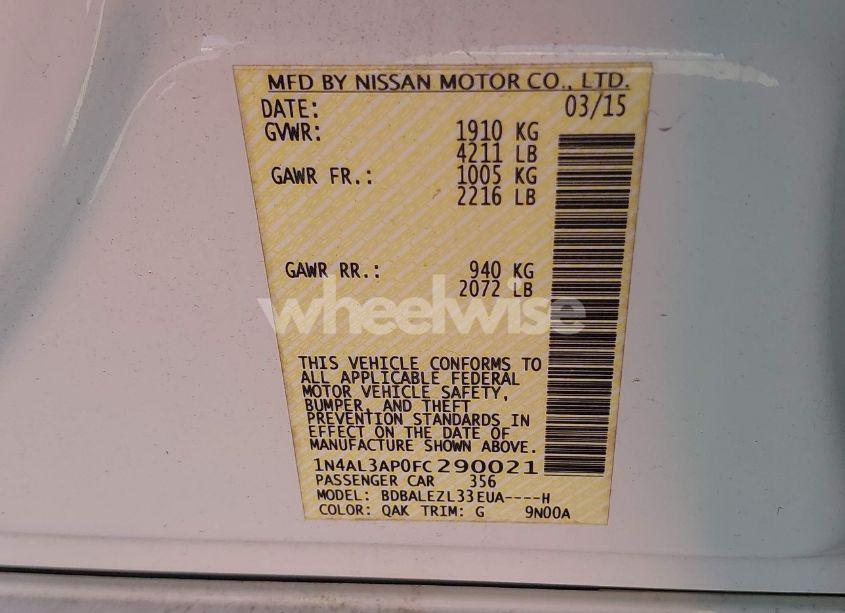 MFD BY NISSAN MOTOR CO., LTD.
DATE: 03/15
GVWR: 1910 KG
4211 LB
GAWR FR.: 1005 KG
2216 LB
GAWR RR.: 940 KG
2072 LB
wheelwise
THIS VEHICLE CONFORMS TO
ALL APPLICABLE FEDERAL
MOTOR VEHICLE SAFETY,
BUMPER, AND THEFT
PREVENTION STANDARDS IN
EFFECT ON THE DATE OF
MANUFACTURE SHOWN ABOVE.
1N4AL3AP0FC290021
PASSENGER CAR 356
MODEL: BDBALEZL33EUA----H
COLOR: QAK TRIM: G 9N00A